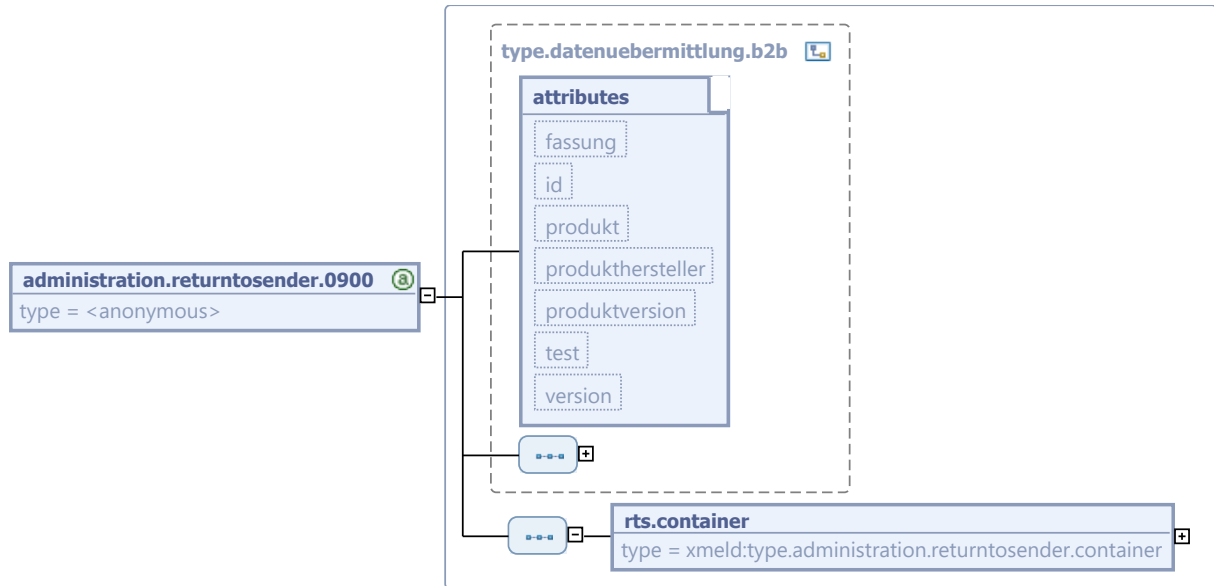 type.datenuebermittlung.b2b
attributes
fassung
id
produkt
produkthersteller
produktversion
test
version
administration.returntosender.0900 a
type = <anonymous>
rts.container
type = xmeld:type.administration.returntosender.container